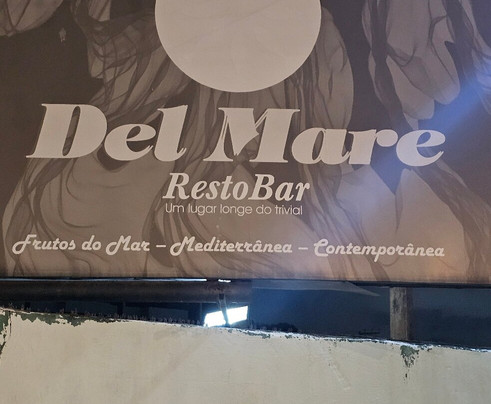 Del Mare
RestoBar
Um lugar longe do trivial
Frutos do Mar – Mediterrânea – Contemporânea